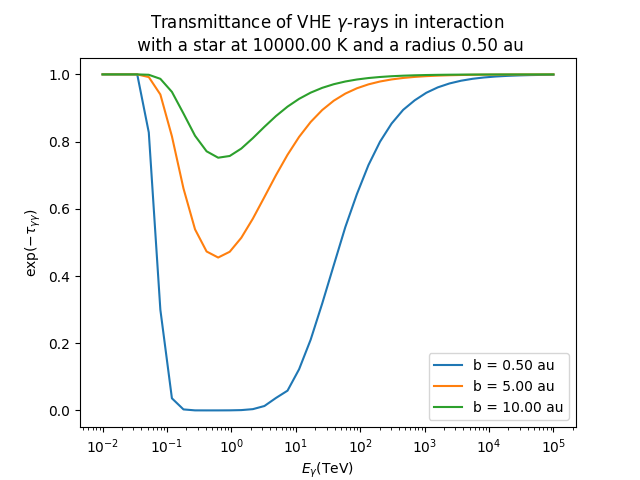 Transmittance of VHE γ-rays in interaction
with a star at 10000.00 K and a radius 0.50 au
1.0
0.8
0.6
0.4
0.2
0.0
exp(−τγγ)
b = 0.50 au
b = 5.00 au
b = 10.00 au
10⁻² 10⁻¹ 10⁰ 10¹ 10² 10³ 10⁴ 10⁵
Eγ(TeV)